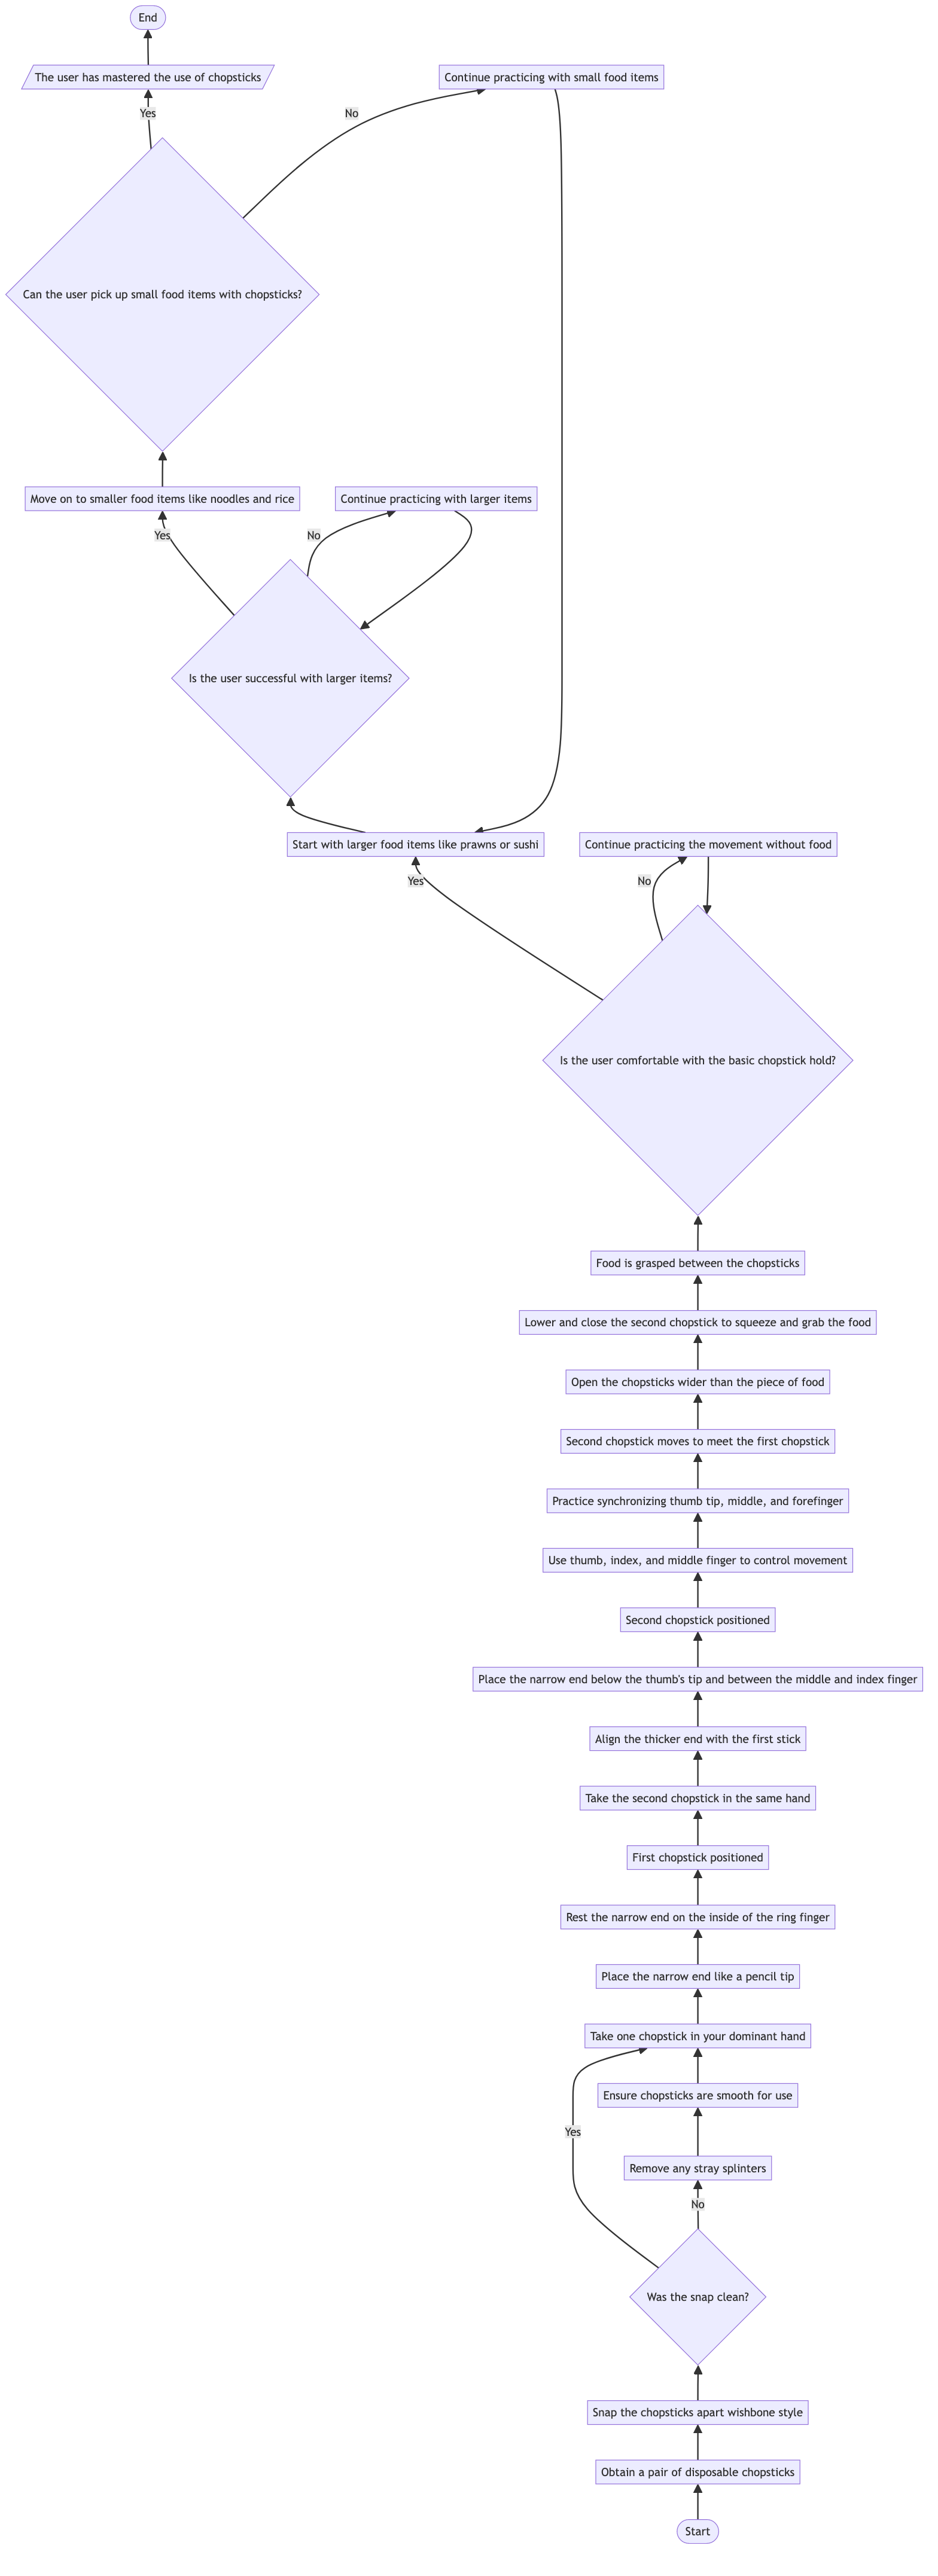 End
The user has mastered the use of chopsticks
Continue practicing with small food items
Yes
No
Can the user pick up small food items with chopsticks?
Move on to smaller food items like noodles and rice
Continue practicing with larger items
Yes
No
Is the user successful with larger items?
Start with larger food items like prawns or sushi
Continue practicing the movement without food
Yes
No
Is the user comfortable with the basic chopstick hold?
Food is grasped between the chopsticks
Lower and close the second chopstick to squeeze and grab the food
Open the chopsticks wider than the piece of food
Second chopstick moves to meet the first chopstick
Practice synchronizing thumb tip, middle, and forefinger
Use thumb, index, and middle finger to control movement
Second chopstick positioned
Place the narrow end below the thumb's tip and between the middle and index finger
Align the thicker end with the first stick
Take the second chopstick in the same hand
First chopstick positioned
Rest the narrow end on the inside of the ring finger
Place the narrow end like a pencil tip
Take one chopstick in your dominant hand
Ensure chopsticks are smooth for use
Yes
Remove any stray splinters
No
Was the snap clean?
Snap the chopsticks apart wishbone style
Obtain a pair of disposable chopsticks
Start